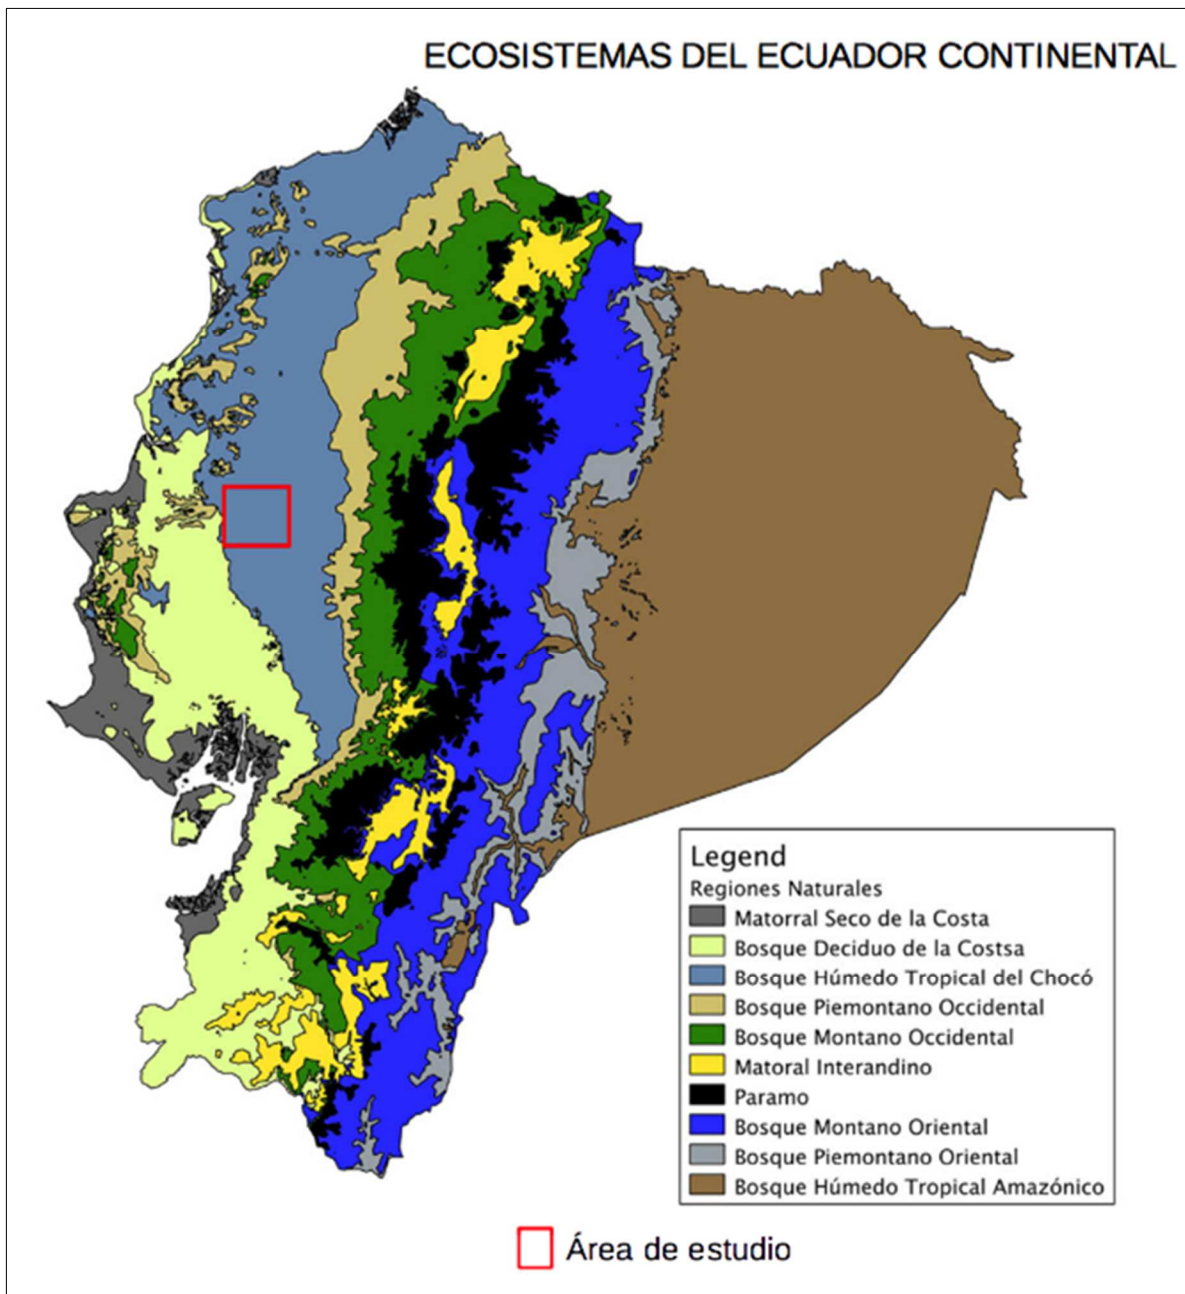 ECOSISTEMAS DEL ECUADOR CONTINENTAL
Legend
Regiones Naturales
Matorral Seco de la Costa
Bosque Deciduo de la Costsa
Bosque Húmedo Tropical del Chocó
Bosque Piemontano Occidental
Bosque Montano Occidental
Matoral Interandino
Paramo
Bosque Montano Oriental
Bosque Piemontano Oriental
Bosque Húmedo Tropical Amazónico
Área de estudio